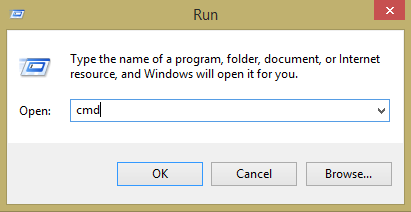 Run
Type the name of a program, folder, document, or Internet
resource, and Windows will open it for you.
Open: cmd
OK Cancel Browse...